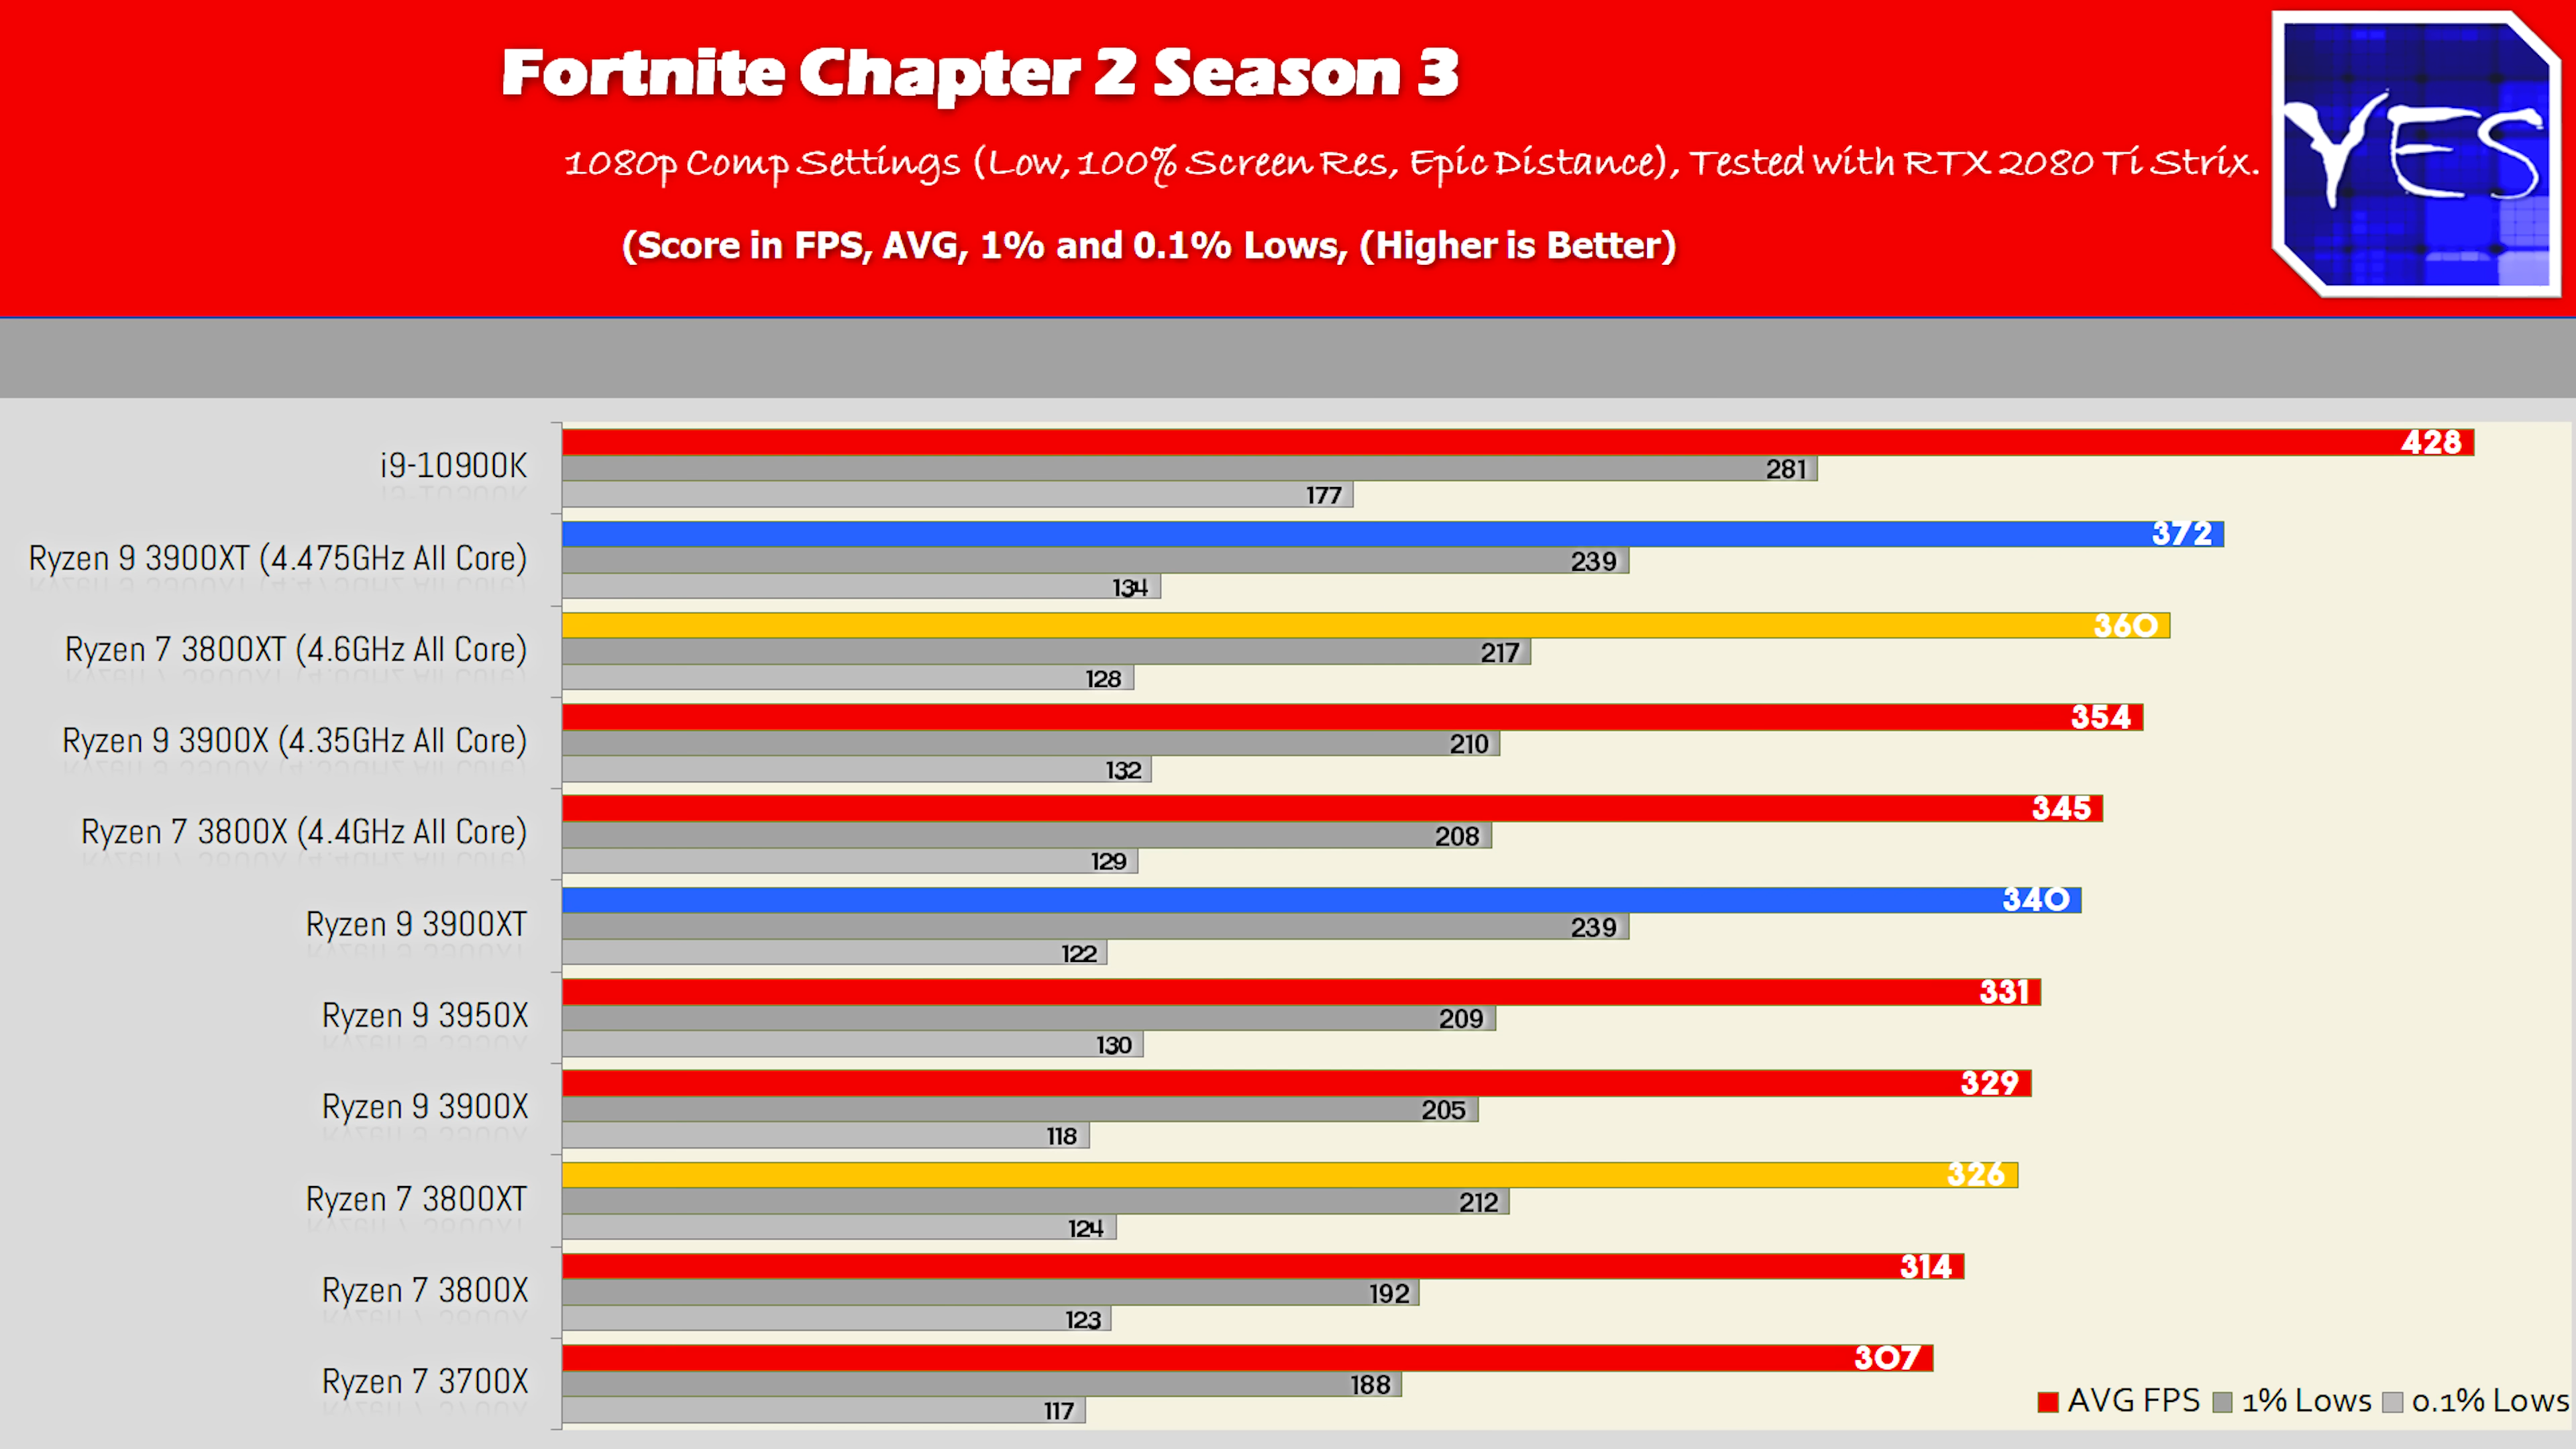 Fortnite Chapter 2 Season 3
1080p Comp Settings (Low, 100% Screen Res, Epic Distance), Tested with RTX 2080 Ti Strix.
(Score in FPS, AVG, 1% and 0.1% Lows, (Higher is Better)
YES
i9-10900K
428
281
177
Ryzen 9 3900XT (4.475GHz All Core)
372
239
134
Ryzen 7 3800XT (4.6GHz All Core)
360
217
128
Ryzen 9 3900X (4.35GHz All Core)
354
210
132
Ryzen 7 3800X (4.4GHz All Core)
345
208
129
Ryzen 9 3900XT
340
239
122
Ryzen 9 3950X
331
209
130
Ryzen 9 3900X
329
205
118
Ryzen 7 3800XT
326
212
124
Ryzen 7 3800X
314
192
123
Ryzen 7 3700X
307
188
117
AVG FPS 1% Lows 0.1% Lows